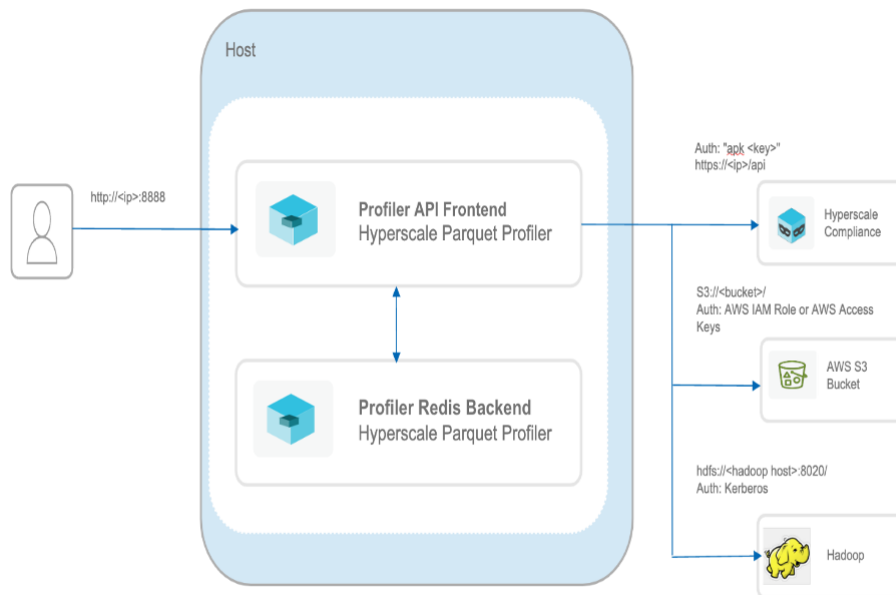 Host
http://<ip>:8888
Profiler API Frontend
Hyperscale Parquet Profiler
Profiler Redis Backend
Hyperscale Parquet Profiler
Auth: "apk <key>"
https://<ip>/api
Hyperscale
Compliance
S3://<bucket>/
Auth: AWS IAM Role or AWS Access
Keys
AWS S3
Bucket
hdfs://<hadoop host>:8020/
Auth: Kerberos
Hadoop